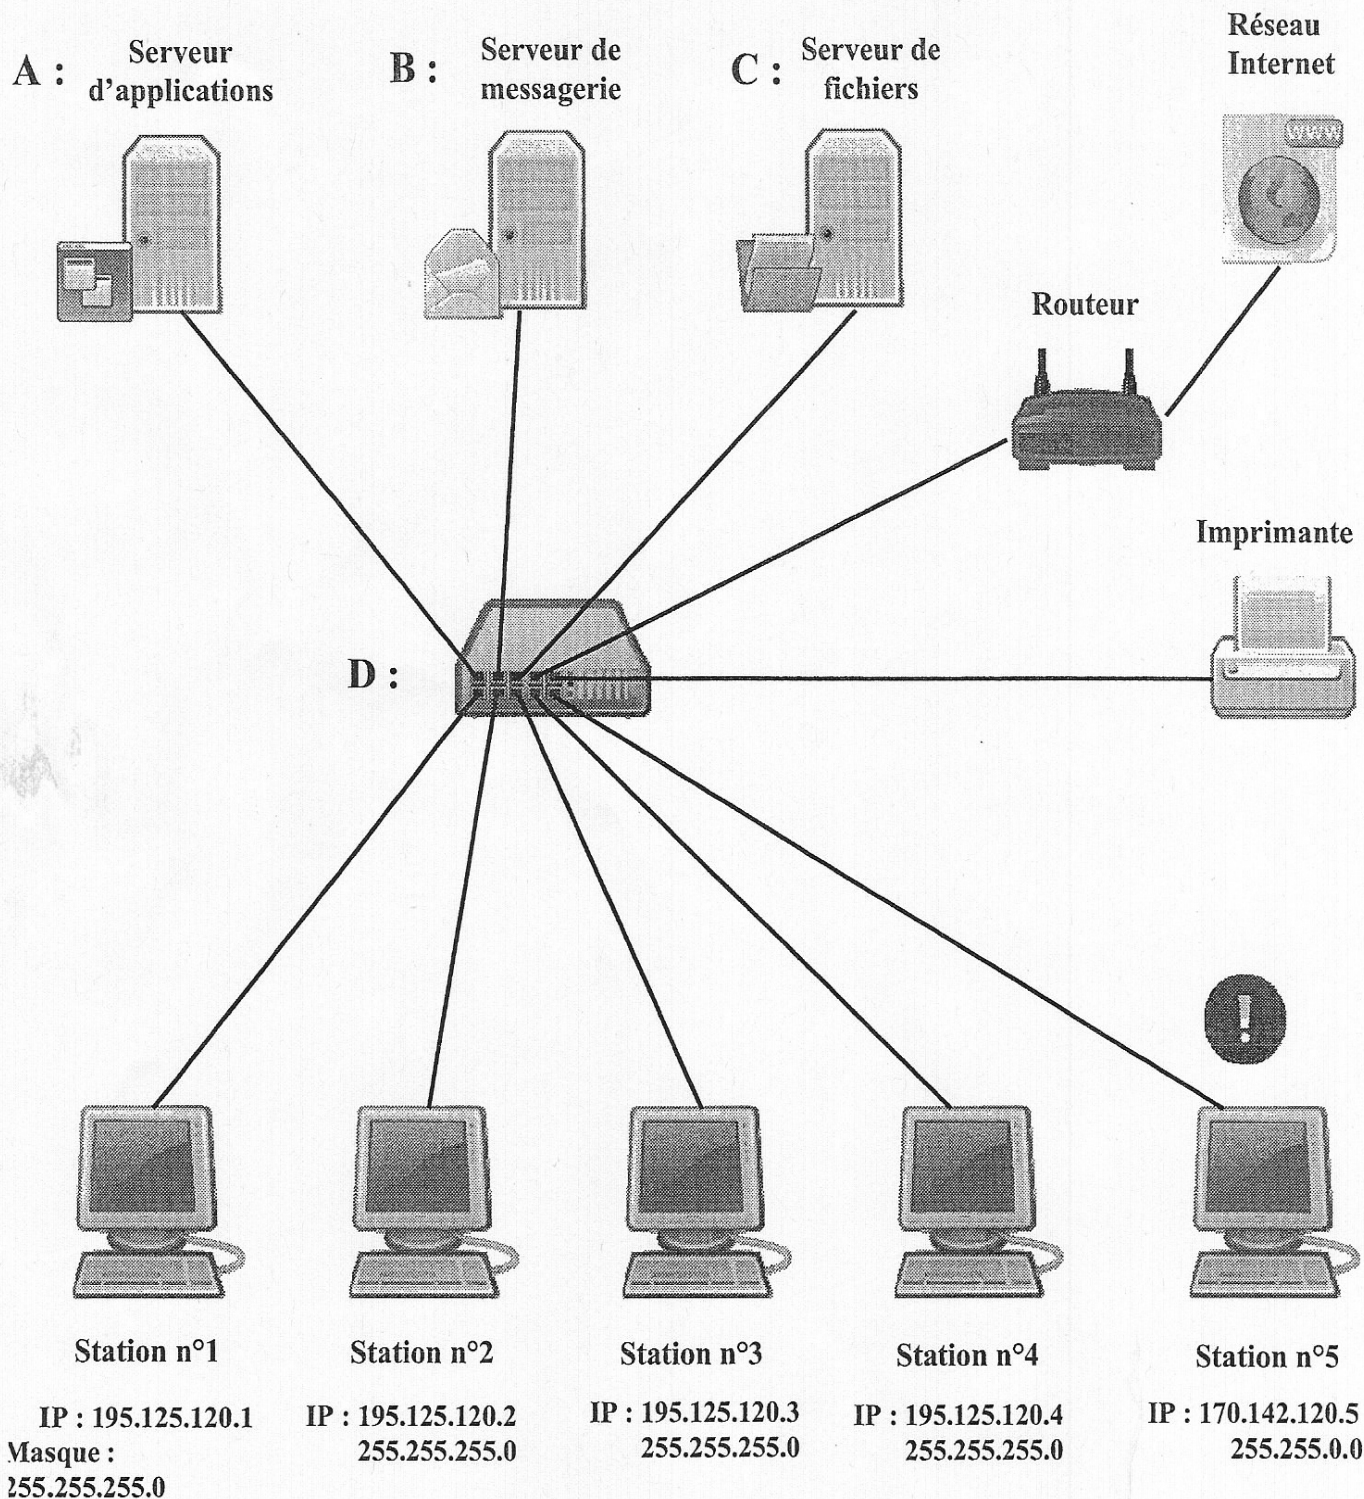 A :
Serveur
d'applications
B :
Serveur de
messagerie
C :
Serveur de
fichiers
Réseau
Internet
WWW
Routeur
Imprimante
D :
!
Station n°1
Station n°2
Station n°3
Station n°4
Station n°5
IP : 195.125.120.1
Masque :
255.255.255.0
IP : 195.125.120.2
255.255.255.0
IP : 195.125.120.3
255.255.255.0
IP : 195.125.120.4
255.255.255.0
IP : 170.142.120.5
255.255.0.0